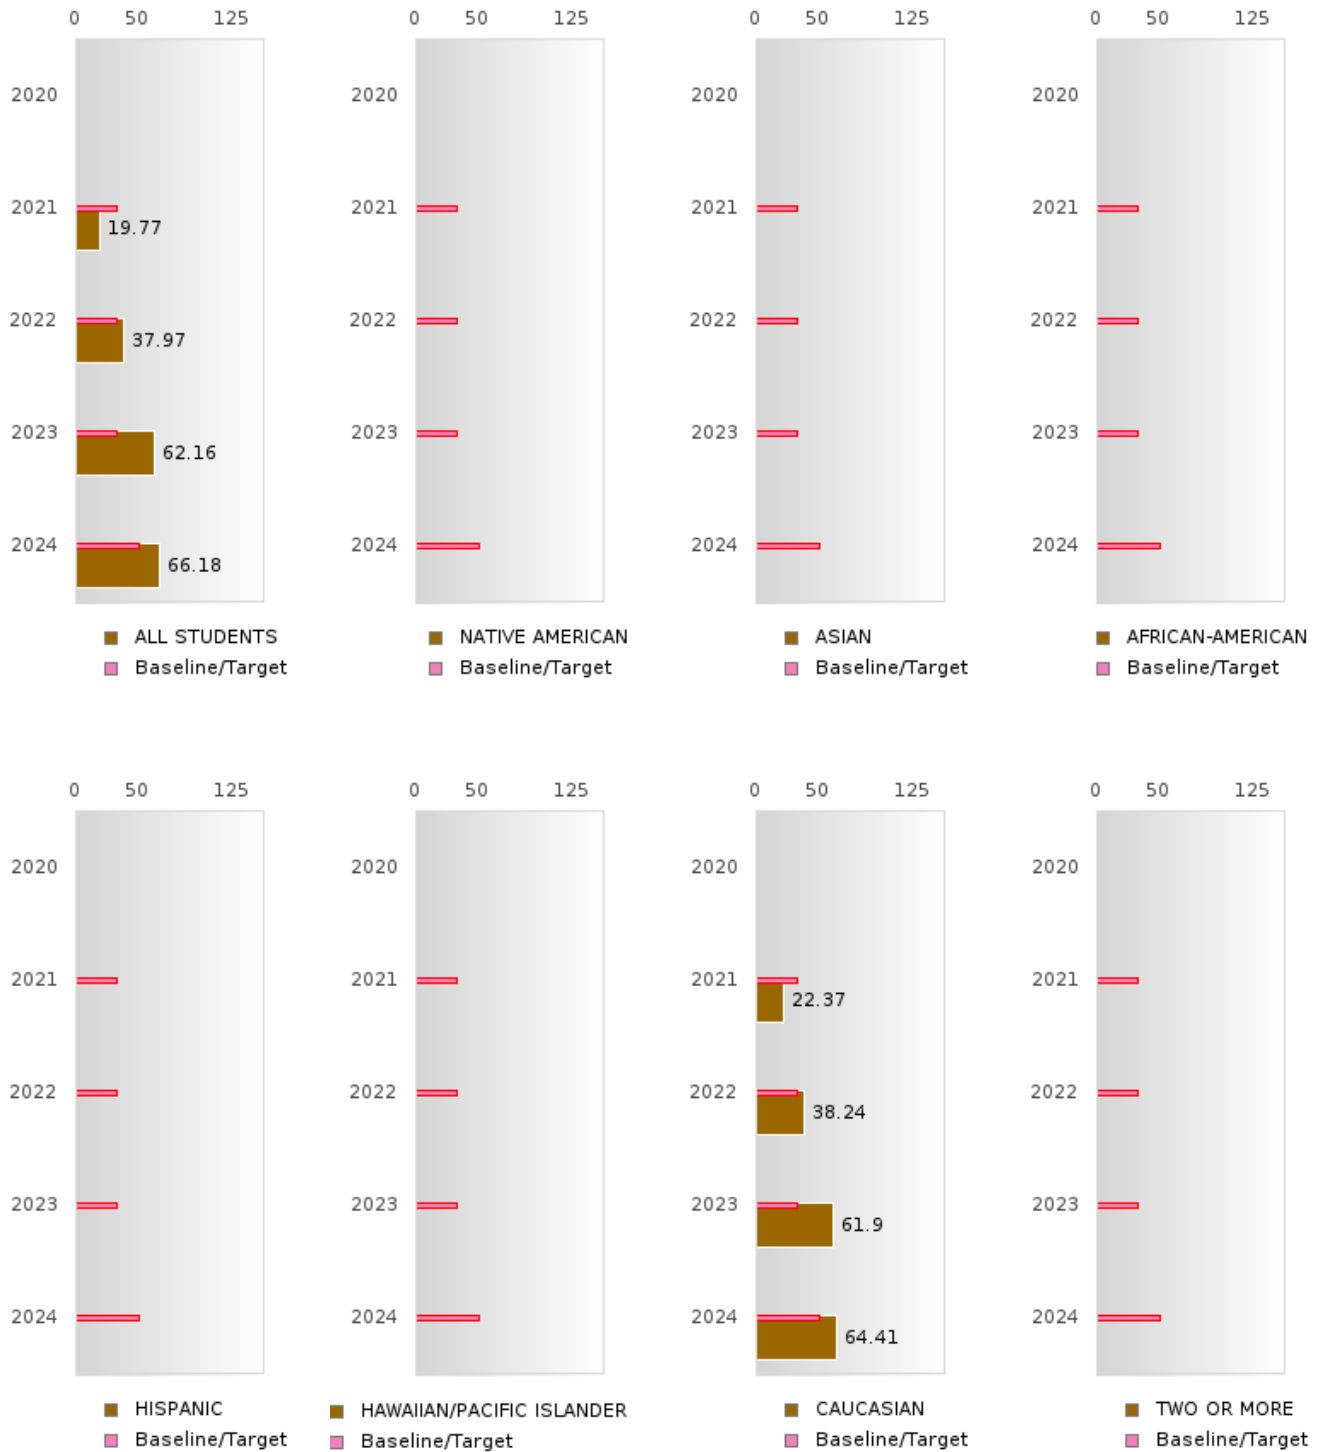 0 50 125 0 50 125 0 50 125 0 50 125
2020 2020 2020 2020
2021 2021 2021 2021
19.77
2022 2022 2022 2022
37.97
2023 2023 2023 2023
62.16
2024 2024 2024 2024
66.18
ALL STUDENTS NATIVE AMERICAN ASIAN AFRICAN-AMERICAN
Baseline/Target Baseline/Target Baseline/Target Baseline/Target
0 50 125 0 50 125 0 50 125 0 50 125
2020 2020 2020 2020
2021 2021 2021 2021
22.37
2022 2022 2022 2022
38.24
2023 2023 2023 2023
61.9
2024 2024 2024 2024
64.41
HISPANIC HAWAIIAN/PACIFIC ISLANDER CAUCASIAN TWO OR MORE
Baseline/Target Baseline/Target Baseline/Target Baseline/Target